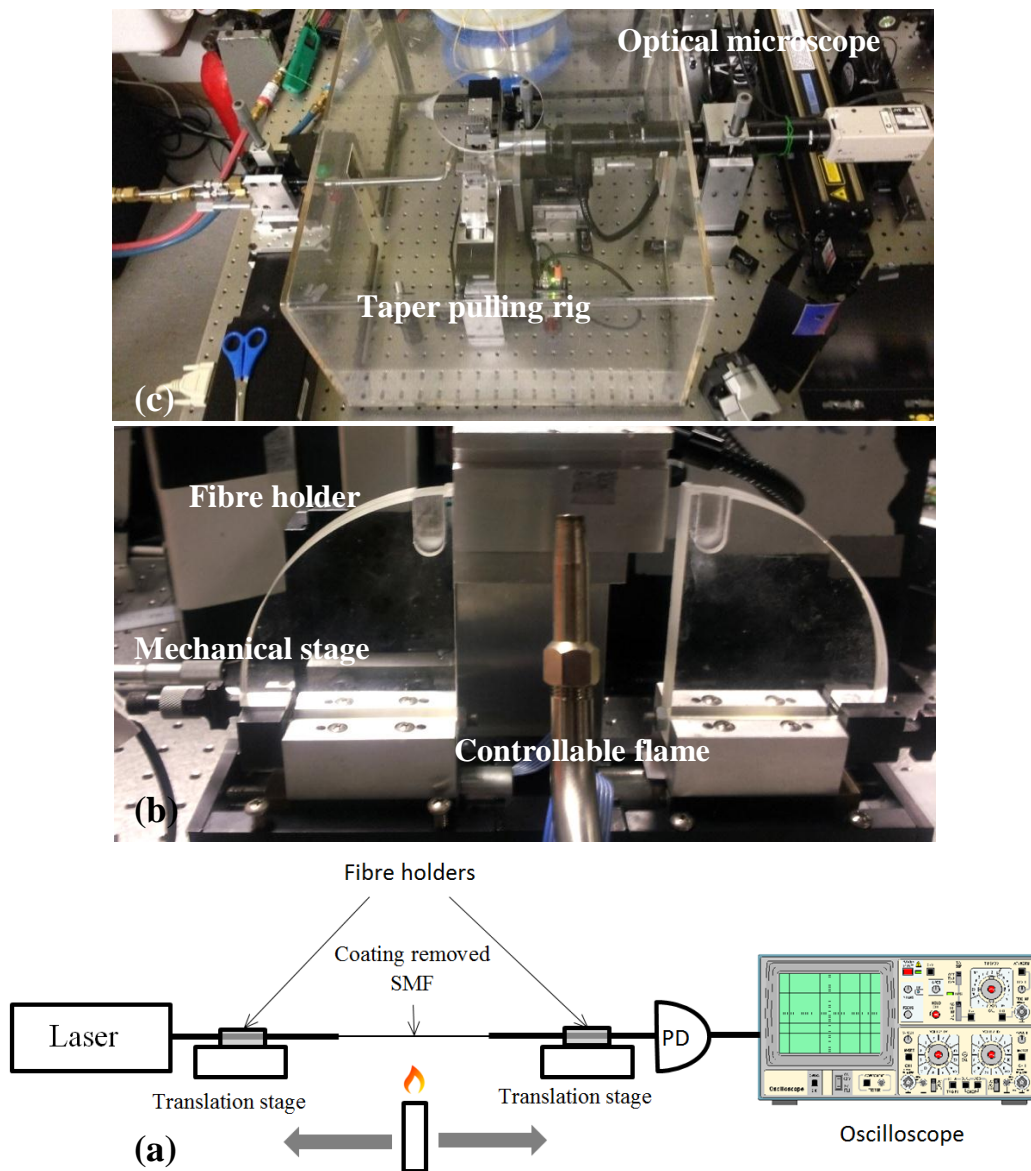 Optical microscope
Taper pulling rig
(c)
Fibre holder
Mechanical stage
Controllable flame
(b)
Fibre holders
Coating removed
SMF
Laser
PD
Translation stage
Translation stage
Oscilloscope
Oscilloscope
(a)